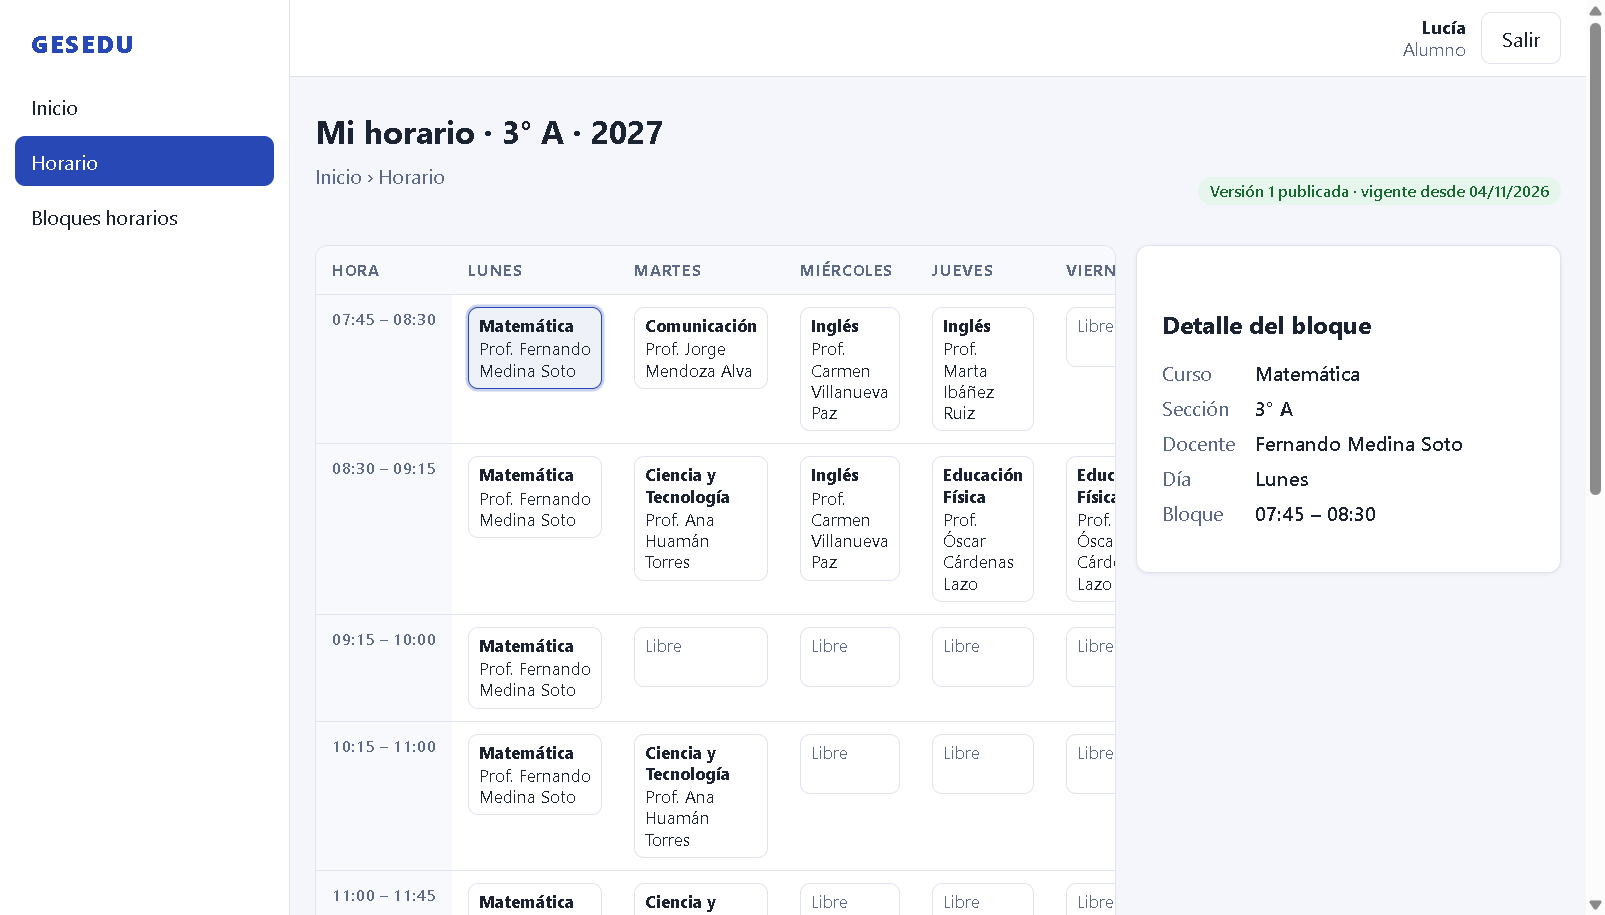 GESEDU
Inicio
Horario
Bloques horarios
Lucía
Alumno
Salir
Mi horario · 3° A · 2027
Inicio › Horario
Versión 1 publicada · vigente desde 04/11/2026
HORA LUNES MARTES MIÉRCOLES JUEVES VIERN
07:45 – 08:30
Matemática
Prof. Fernando
Medina Soto
Comunicación
Prof. Jorge
Mendoza Alva
Inglés
Prof.
Carmen
Villanueva
Paz
Inglés
Prof.
Marta
Ibáñez
Ruiz
Libre
08:30 – 09:15
Matemática
Prof. Fernando
Medina Soto
Ciencia y
Tecnología
Prof. Ana
Huamán
Torres
Inglés
Prof.
Carmen
Villanueva
Paz
Educación
Física
Prof.
Óscar
Cárdenas
Lazo
Educ
Física
Prof.
Ósca
Cárde
Lazo
09:15 – 10:00
Matemática
Prof. Fernando
Medina Soto
Libre
Libre
Libre
Libre
10:15 – 11:00
Matemática
Prof. Fernando
Medina Soto
Ciencia y
Tecnología
Prof. Ana
Huamán
Torres
Libre
Libre
Libre
11:00 – 11:45
Matemática
Ciencia y
Libre
Libre
Libre
Detalle del bloque
Curso Matemática
Sección 3° A
Docente Fernando Medina Soto
Día Lunes
Bloque 07:45 – 08:30